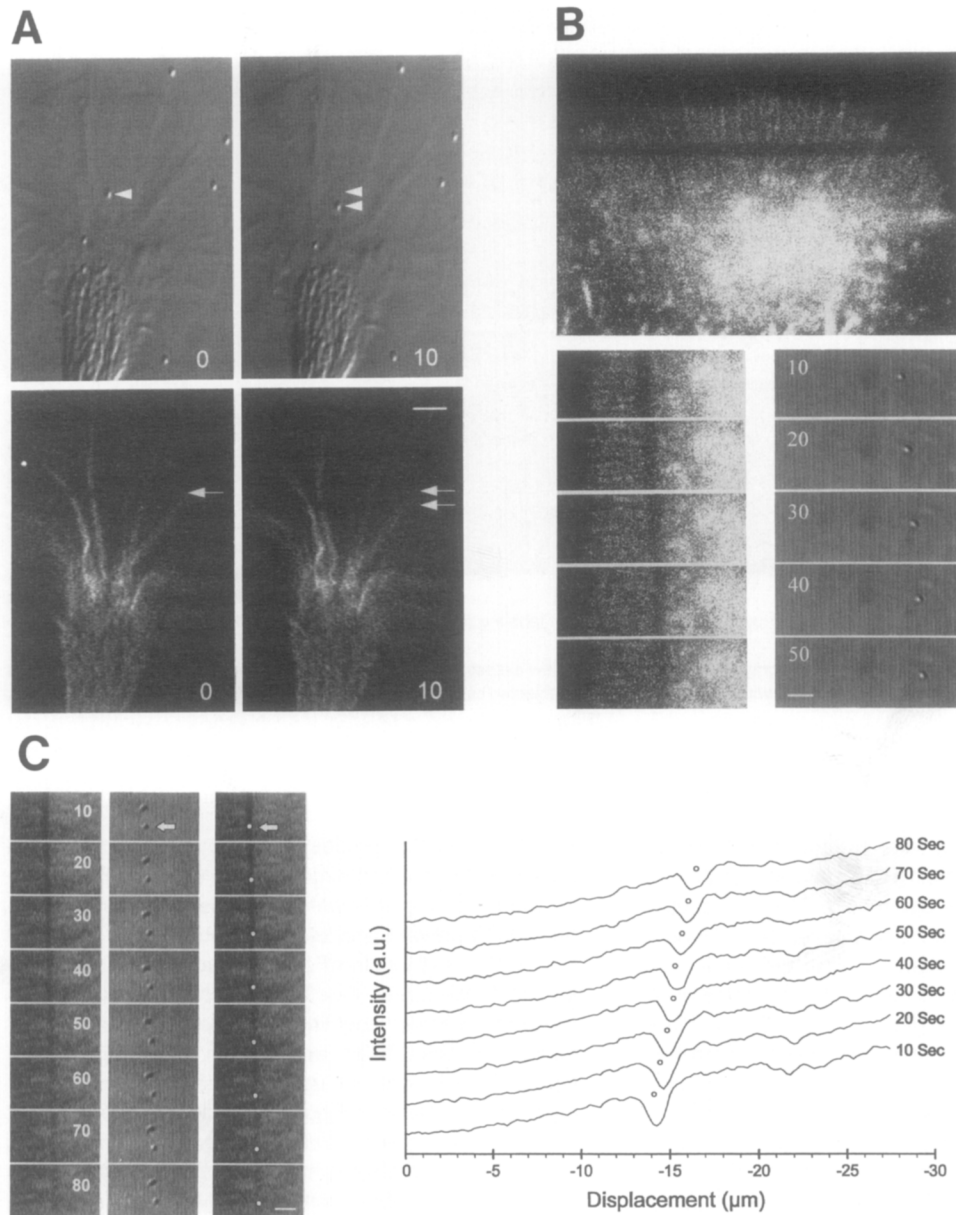 A
B
0
10
0
10
10
20
30
40
50
C
10
20
30
40
50
60
70
80
Intensity (a.u.)
80 Sec
70 Sec
60 Sec
50 Sec
40 Sec
30 Sec
20 Sec
10 Sec
0 -5 -10 -15 -20 -25 -30
Displacement (μm)